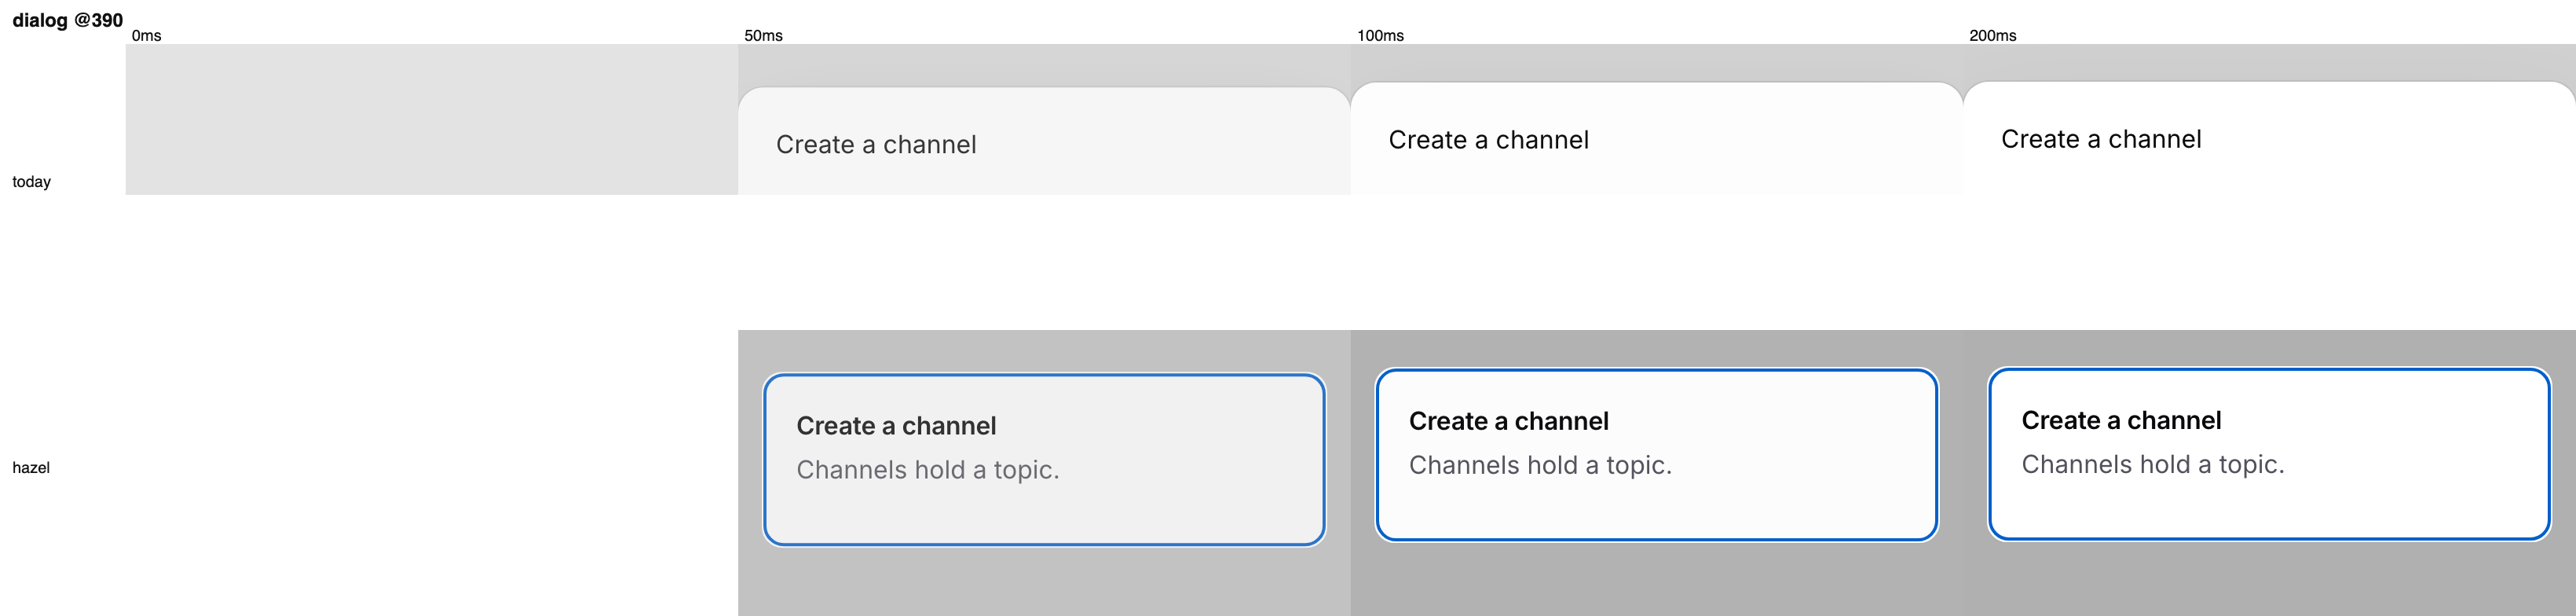 dialog @390
0ms 50ms 100ms 200ms
today
Create a channel Create a channel Create a channel
hazel
Create a channel Create a channel Create a channel
Channels hold a topic. Channels hold a topic. Channels hold a topic.